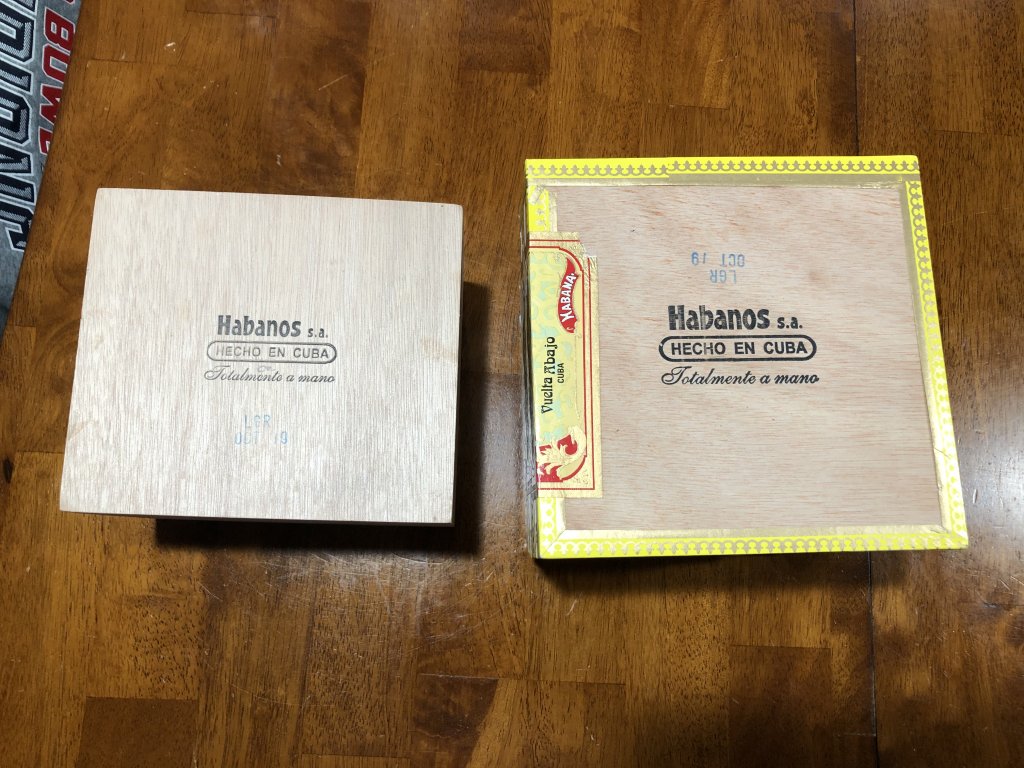 Habanos s.a.
HECHO EN CUBA
Totalmente a mano
LGR
OCT 19
HABANA
Vuelta Abajo
CUBA
LGR
OCT 19
Habanos s.a.
HECHO EN CUBA
Totalmente a mano